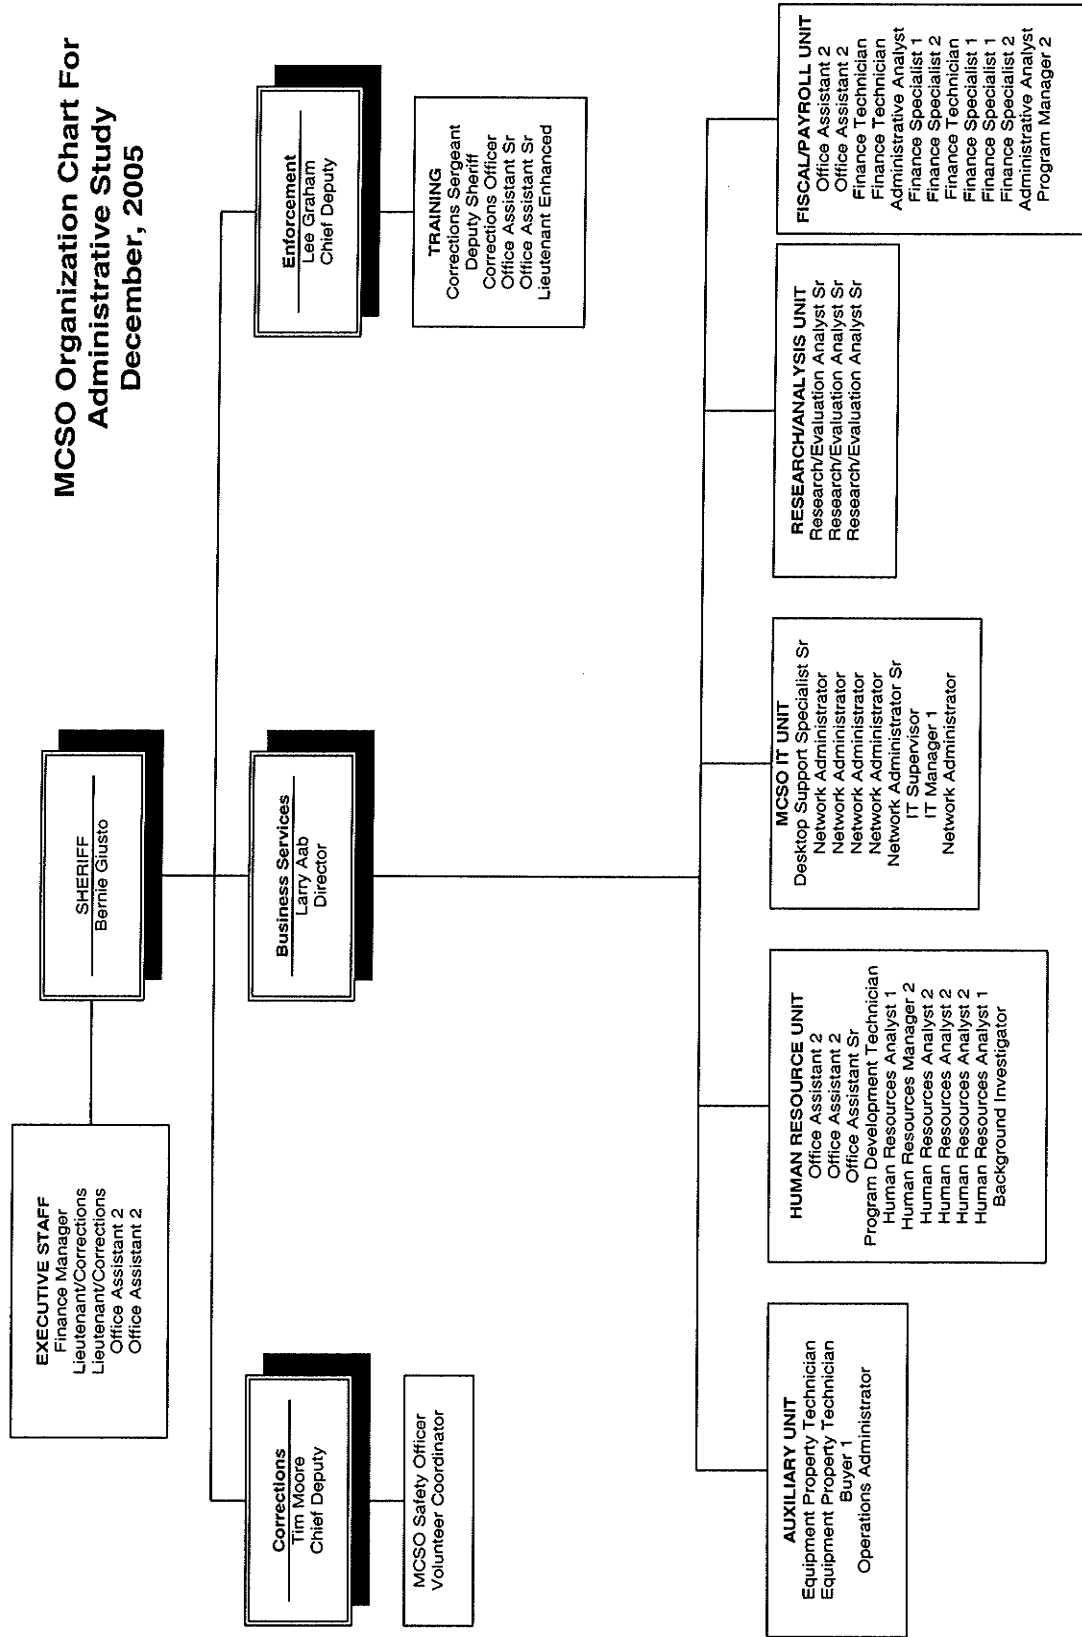 MCSO Organization Chart For
Administrative Study
December, 2005
EXECUTIVE STAFF
Finance Manager
Lieutenant/Corrections
Lieutenant/Corrections
Office Assistant 2
Office Assistant 2
SHERIFF
Bernie Giusto
Corrections
Tim Moore
Chief Deputy
Business Services
Larry Aab
Director
Enforcement
Lee Graham
Chief Deputy
MCSO Safety Officer
Volunteer Coordinator
TRAINING
Corrections Sergeant
Deputy Sheriff
Corrections Officer
Office Assistant Sr
Office Assistant Sr
Lieutenant Enhanced
AUXILIARY UNIT
Equipment Property Technician
Equipment Property Technician
Buyer 1
Operations Administrator
HUMAN RESOURCE UNIT
Office Assistant 2
Office Assistant 2
Office Assistant Sr
Program Development Technician
Human Resources Analyst 1
Human Resources Manager 2
Human Resources Analyst 2
Human Resources Analyst 2
Human Resources Analyst 2
Human Resources Analyst 1
Background Investigator
MCSO IT UNIT
Desktop Support Specialist Sr
Network Administrator
Network Administrator
Network Administrator
Network Administrator
Network Administrator Sr
IT Supervisor
IT Manager 1
Network Administrator
RESEARCH/ANALYSIS UNIT
Research/Evaluation Analyst Sr
Research/Evaluation Analyst Sr
Research/Evaluation Analyst Sr
FISCAL/PAYROLL UNIT
Office Assistant 2
Office Assistant 2
Finance Technician
Finance Technician
Administrative Analyst
Finance Specialist 1
Finance Specialist 2
Finance Technician
Finance Specialist 1
Finance Specialist 1
Finance Specialist 2
Administrative Analyst
Program Manager 2